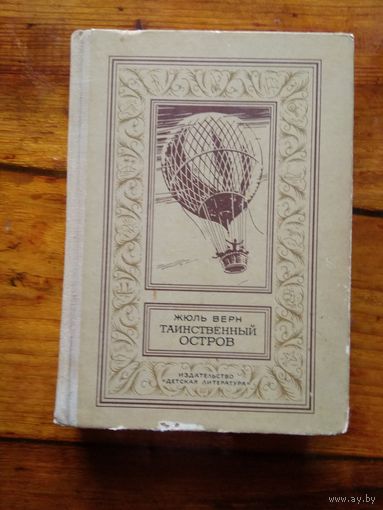 ЖЮЛЬ ВЕРН
ТАИНСТВЕННЫЙ
ОСТРОВ
ИЗДАТЕЛЬСТВО
"ДЕТСКАЯ ЛИТЕРАТУРА"
www.ay.by